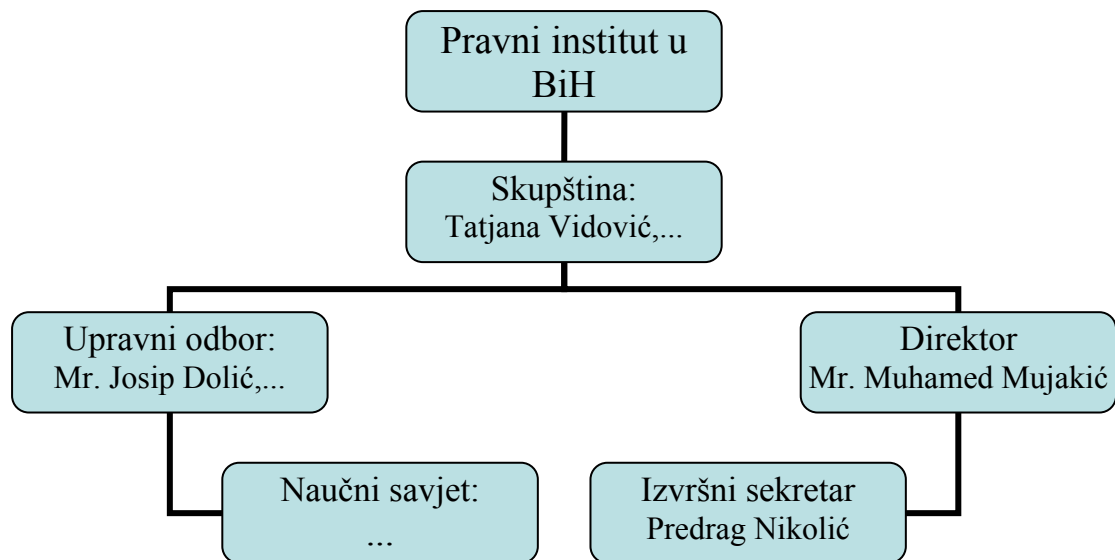 Pravni institut u
BiH
Skupština:
Tatjana Vidović,...
Upravni odbor:
Mr. Josip Dolić,...
Direktor
Mr. Muhamed Mujakić
Naučni savjet:
...
Izvršni sekretar
Predrag Nikolić